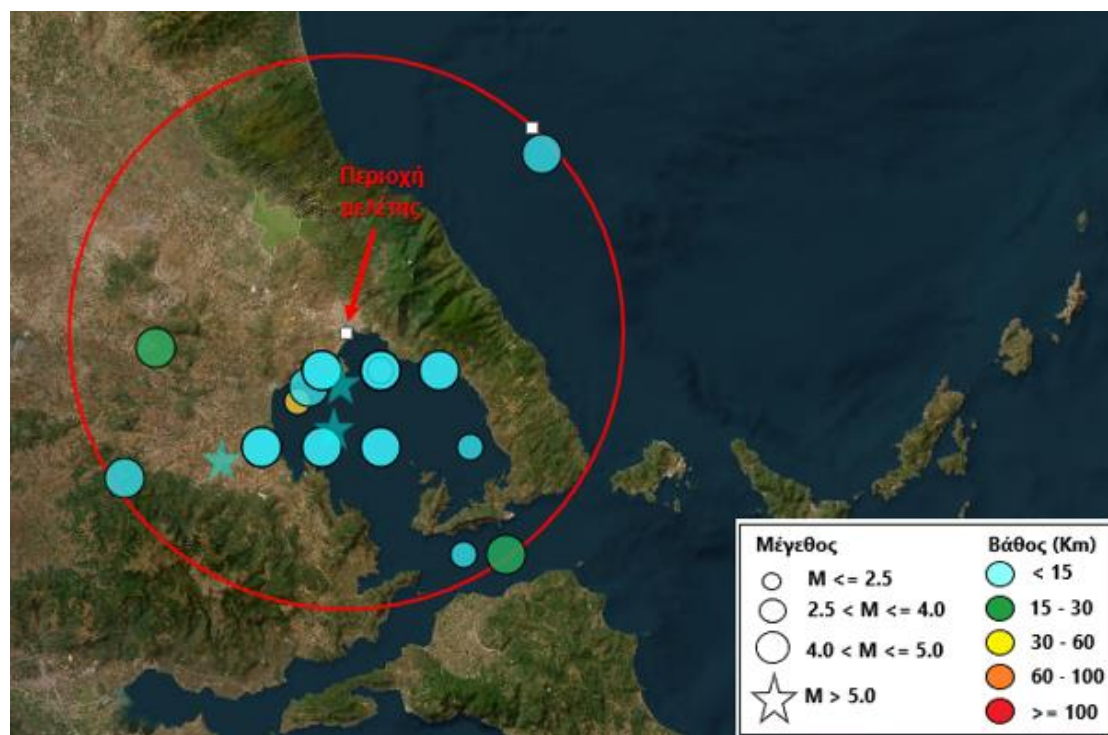 Περιοχή
μελέτης
Μέγεθος
M <= 2.5
2.5 < M <= 4.0
4.0 < M <= 5.0
M > 5.0
Βάθος (Km)
< 15
15 - 30
30 - 60
60 - 100
>= 100